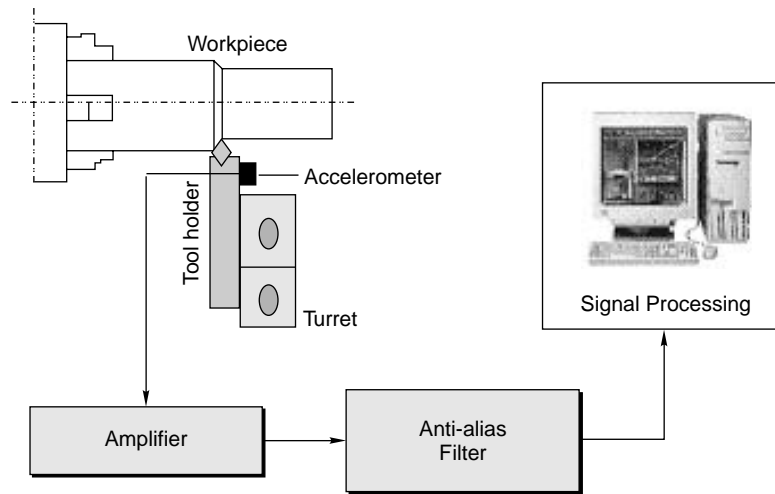 Workpiece
Accelerometer
Tool holder
Turret
Signal Processing
Amplifier
Anti-alias
Filter